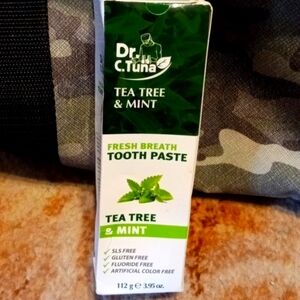 Dr.
C.Tuna
TEA TREE
& MINT
FRESH BREATH
TOOTH PASTE
TEA TREE
& MINT
✓ SLS FREE
✓ GLUTEN FREE
✓ FLUORIDE FREE
✓ ARTIFICIAL COLOR FREE
112 g ℮ 3.95 oz.